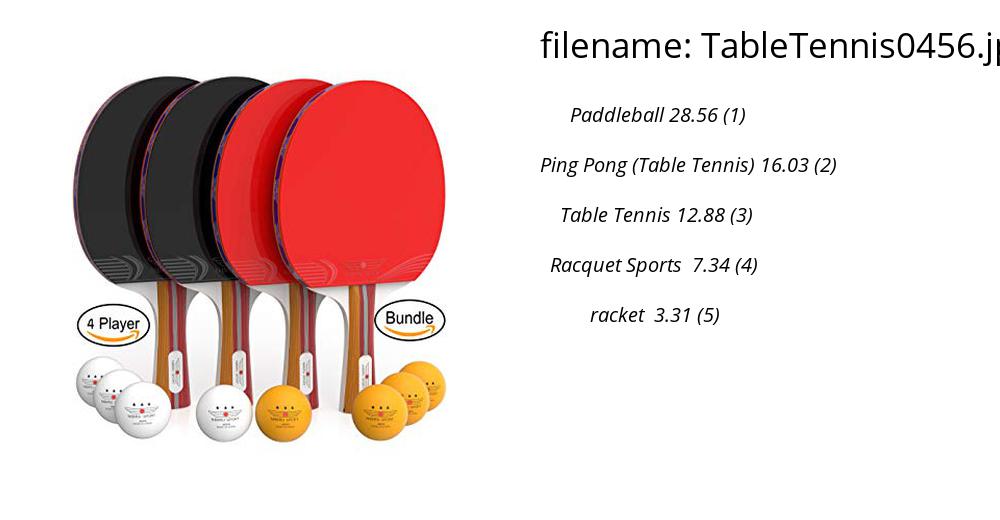 filename: TableTennis0456.jp
Paddleball 28.56 (1)
Ping Pong (Table Tennis) 16.03 (2)
Table Tennis 12.88 (3)
Racquet Sports 7.34 (4)
racket 3.31 (5)
4 Player
Bundle